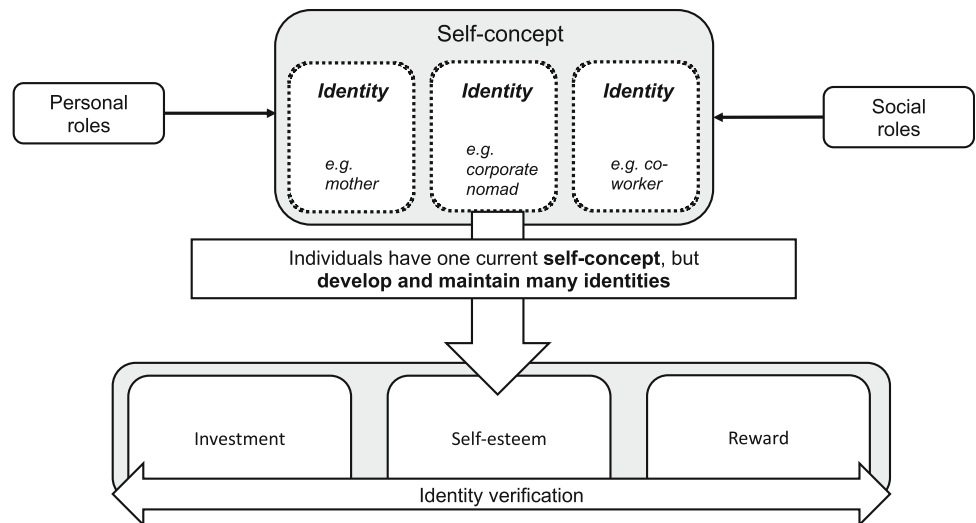 Self-concept
Personal
roles
Identity
e.g.
mother
Identity
e.g.
corporate
nomad
Identity
e.g. co-
worker
Social
roles
Individuals have one current self-concept, but
develop and maintain many identities
Investment
Self-esteem
Reward
Identity verification